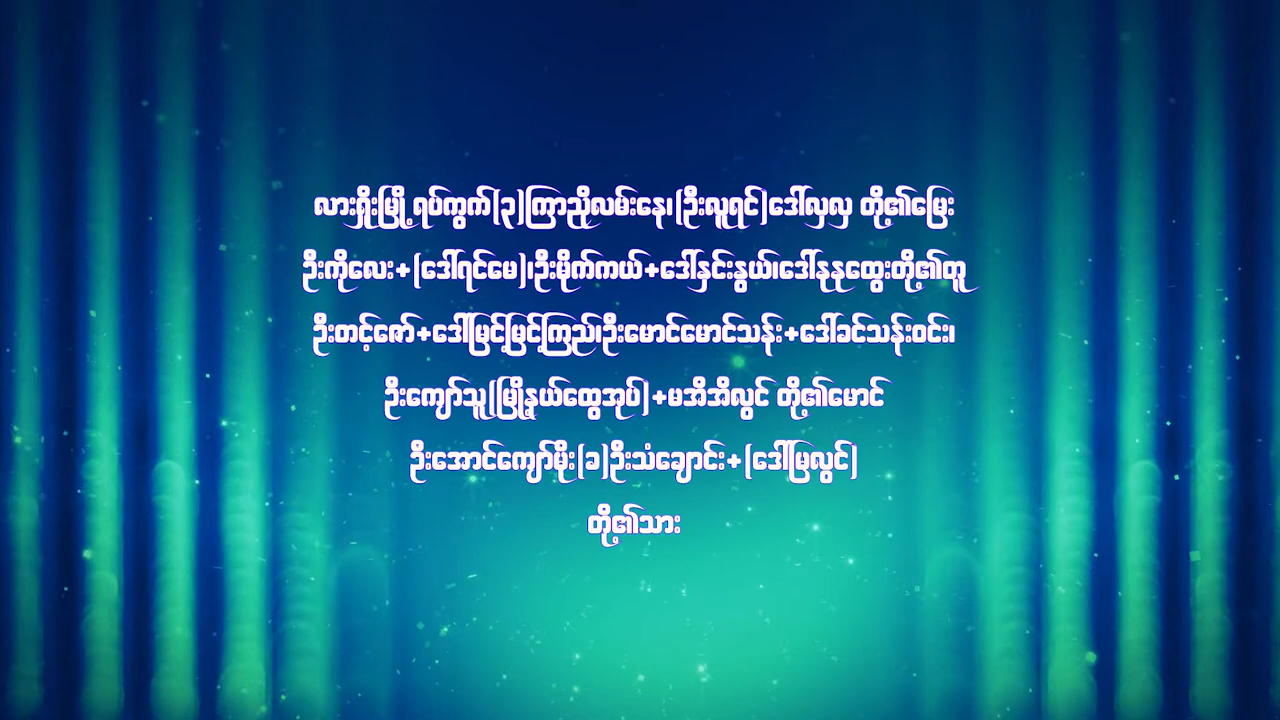 လားရှိုးမြို့ရပ်ကွက်(၃)ကြာညိုလမ်းနေ၊(ဦးလူရင်)ဒေါ်လှလှ တို့၏မြေး
ဦးကိုလေး+(ဒေါ်ရင်မေ)၊ဦးမိုက်ကယ်+ဒေါ်နှင်းနွယ်၊ဒေါ်နုနုထွေးတို့၏တူ
ဦးတင့်ဇော်+ဒေါ်မြင့်မြင့်ကြည်၊ဦးမောင်မောင်သန်း+ဒေါ်ခင်သန်းဝင်း၊
ဦးကျော်သူ(မြို့နယ်ထွေအုပ်)+မအိအိလွင် တို့၏မောင်
ဦးအောင်ကျော်မိုး(ခ)ဦးသံချောင်း+(ဒေါ်မြလွင်)
တို့၏သား